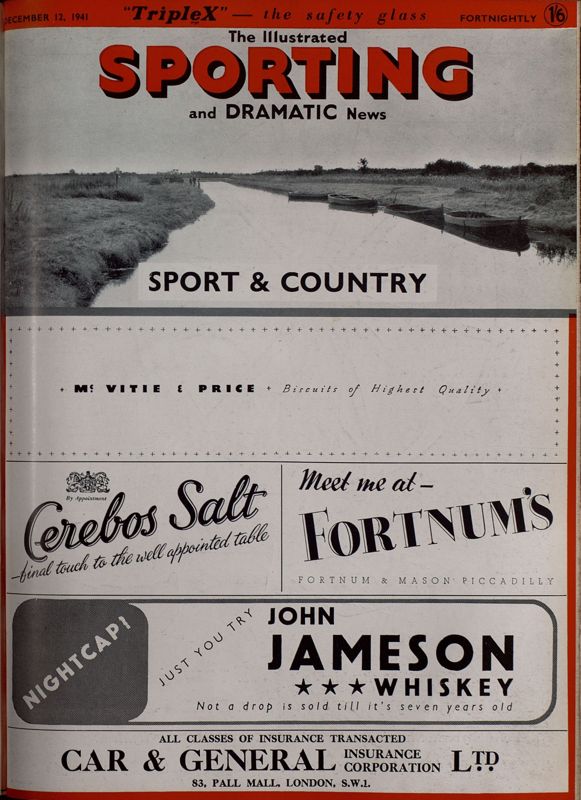 DECEMBER 12, 1941 "TripleX" — the safety glass FORTNIGHTLY 1/6
The Illustrated
SPORTING
and DRAMATIC News
SPORT & COUNTRY
+ Mc VITIE & PRICE + Biscuits of Highest Quality +
By Appointment
Cerebos Salt
—final touch to the well appointed table
Meet me at —
FORTNUM'S
FORTNUM & MASON PICCADILLY
NIGHTCAP!
JUST YOU TRY
JOHN
JAMESON
★★★ WHISKEY
Not a drop is sold till it's seven years old
ALL CLASSES OF INSURANCE TRANSACTED
CAR & GENERAL INSURANCE CORPORATION LTD
83, PALL MALL, LONDON, S.W.1.